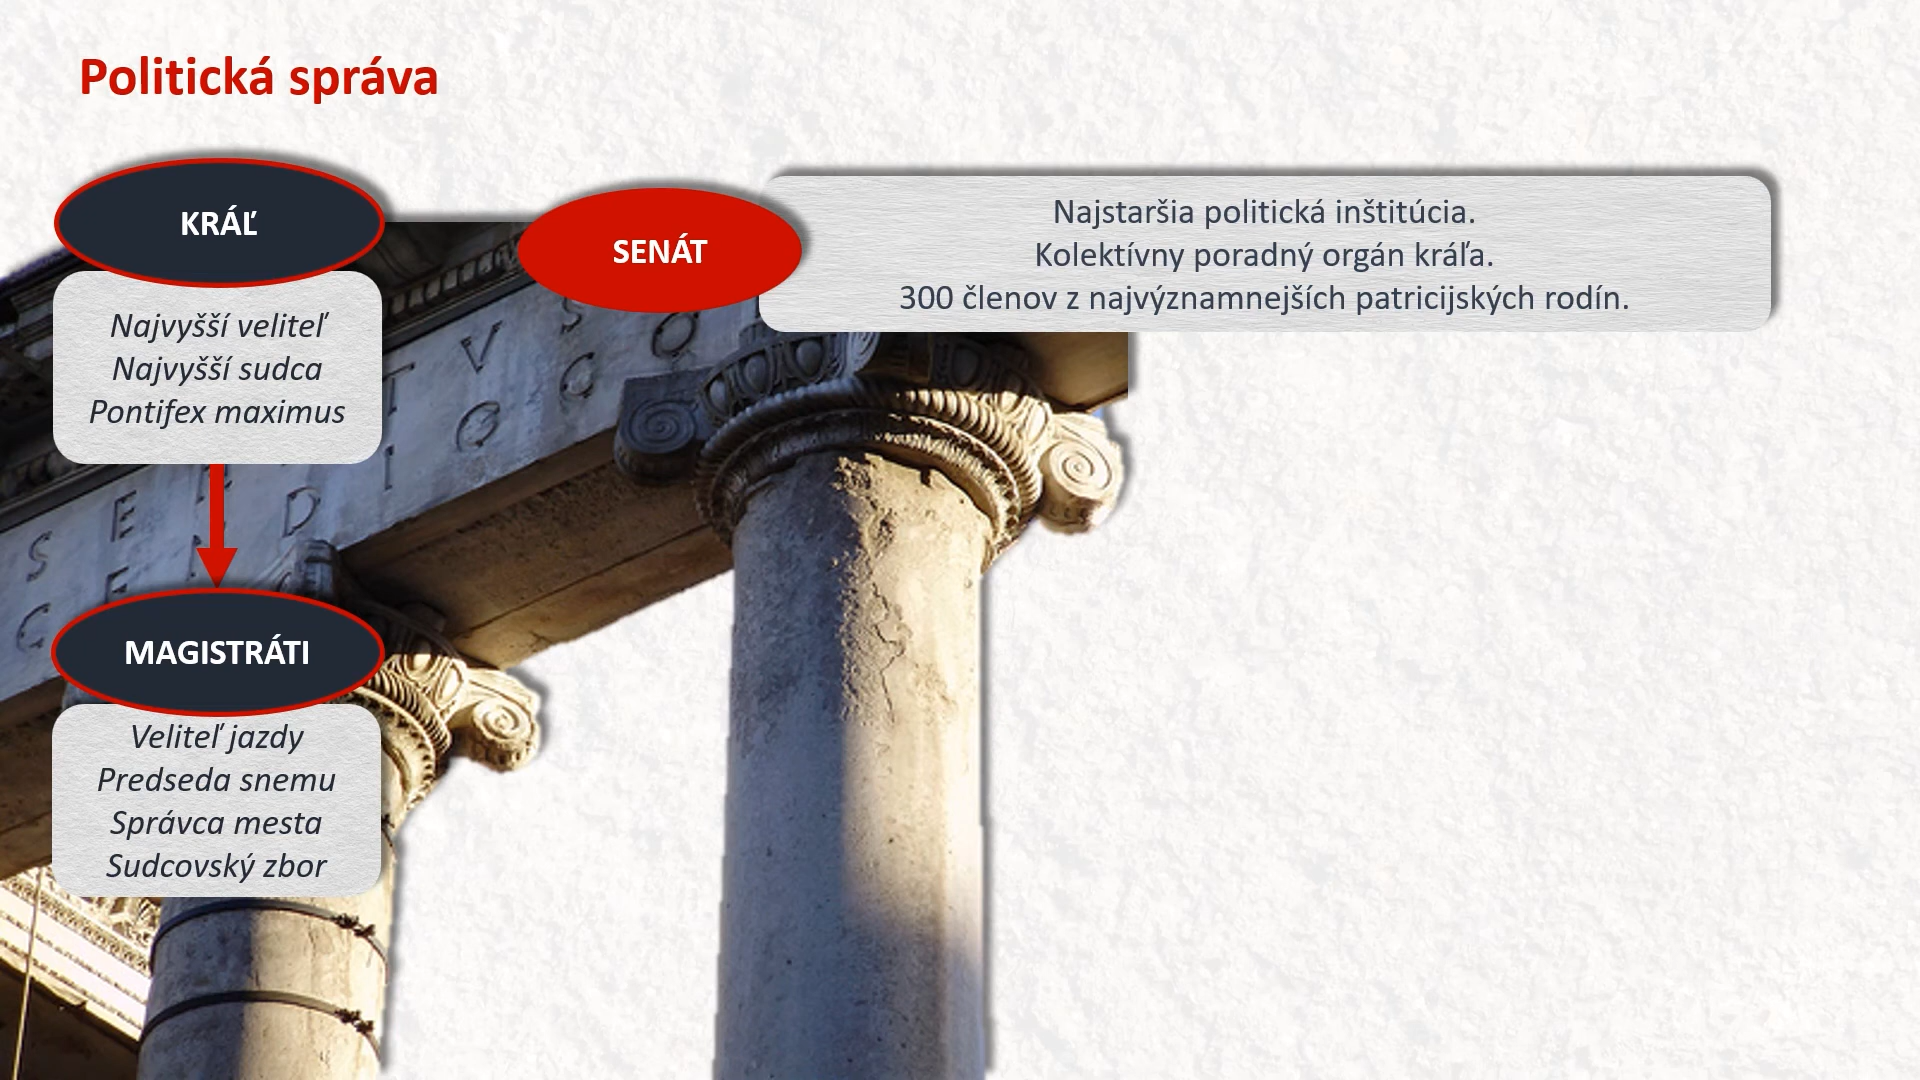 Politická správa
KRÁĽ
Najvyšší veliteľ
Najvyšší sudca
Pontifex maximus
SENÁT
Najstaršia politická inštitúcia.
Kolektívny poradný orgán kráľa.
300 členov z najvýznamnejších patricijských rodín.
MAGISTRÁTI
Veliteľ jazdy
Predseda snemu
Správca mesta
Sudcovský zbor